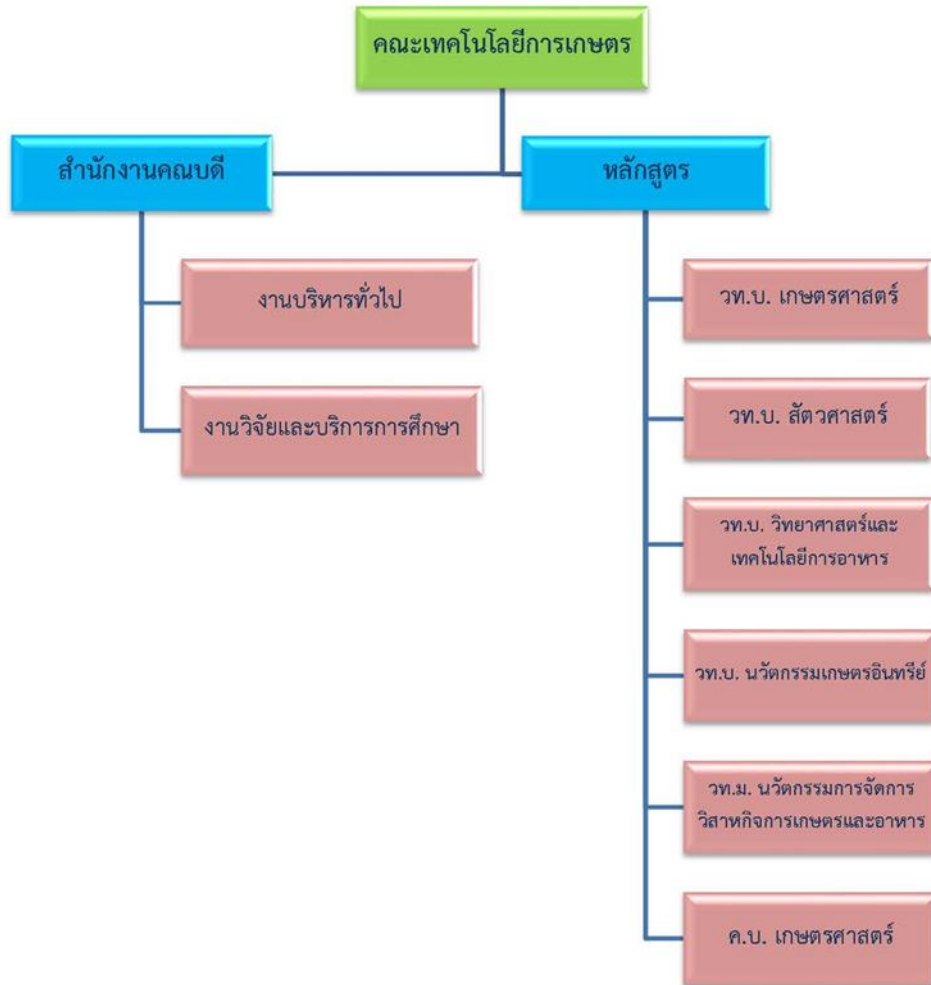 คณะเทคโนโลยีการเกษตร
สำนักงานคณบดี
หลักสูตร
งานบริหารทั่วไป
งานวิจัยและบริการการศึกษา
วท.บ. เกษตรศาสตร์
วท.บ. สัตวศาสตร์
วท.บ. วิทยาศาสตร์และ
เทคโนโลยีการอาหาร
วท.บ. นวัตกรรมเกษตรอินทรีย์
วท.ม. นวัตกรรมการจัดการ
วิสาหกิจการเกษตรและอาหาร
ค.บ. เกษตรศาสตร์